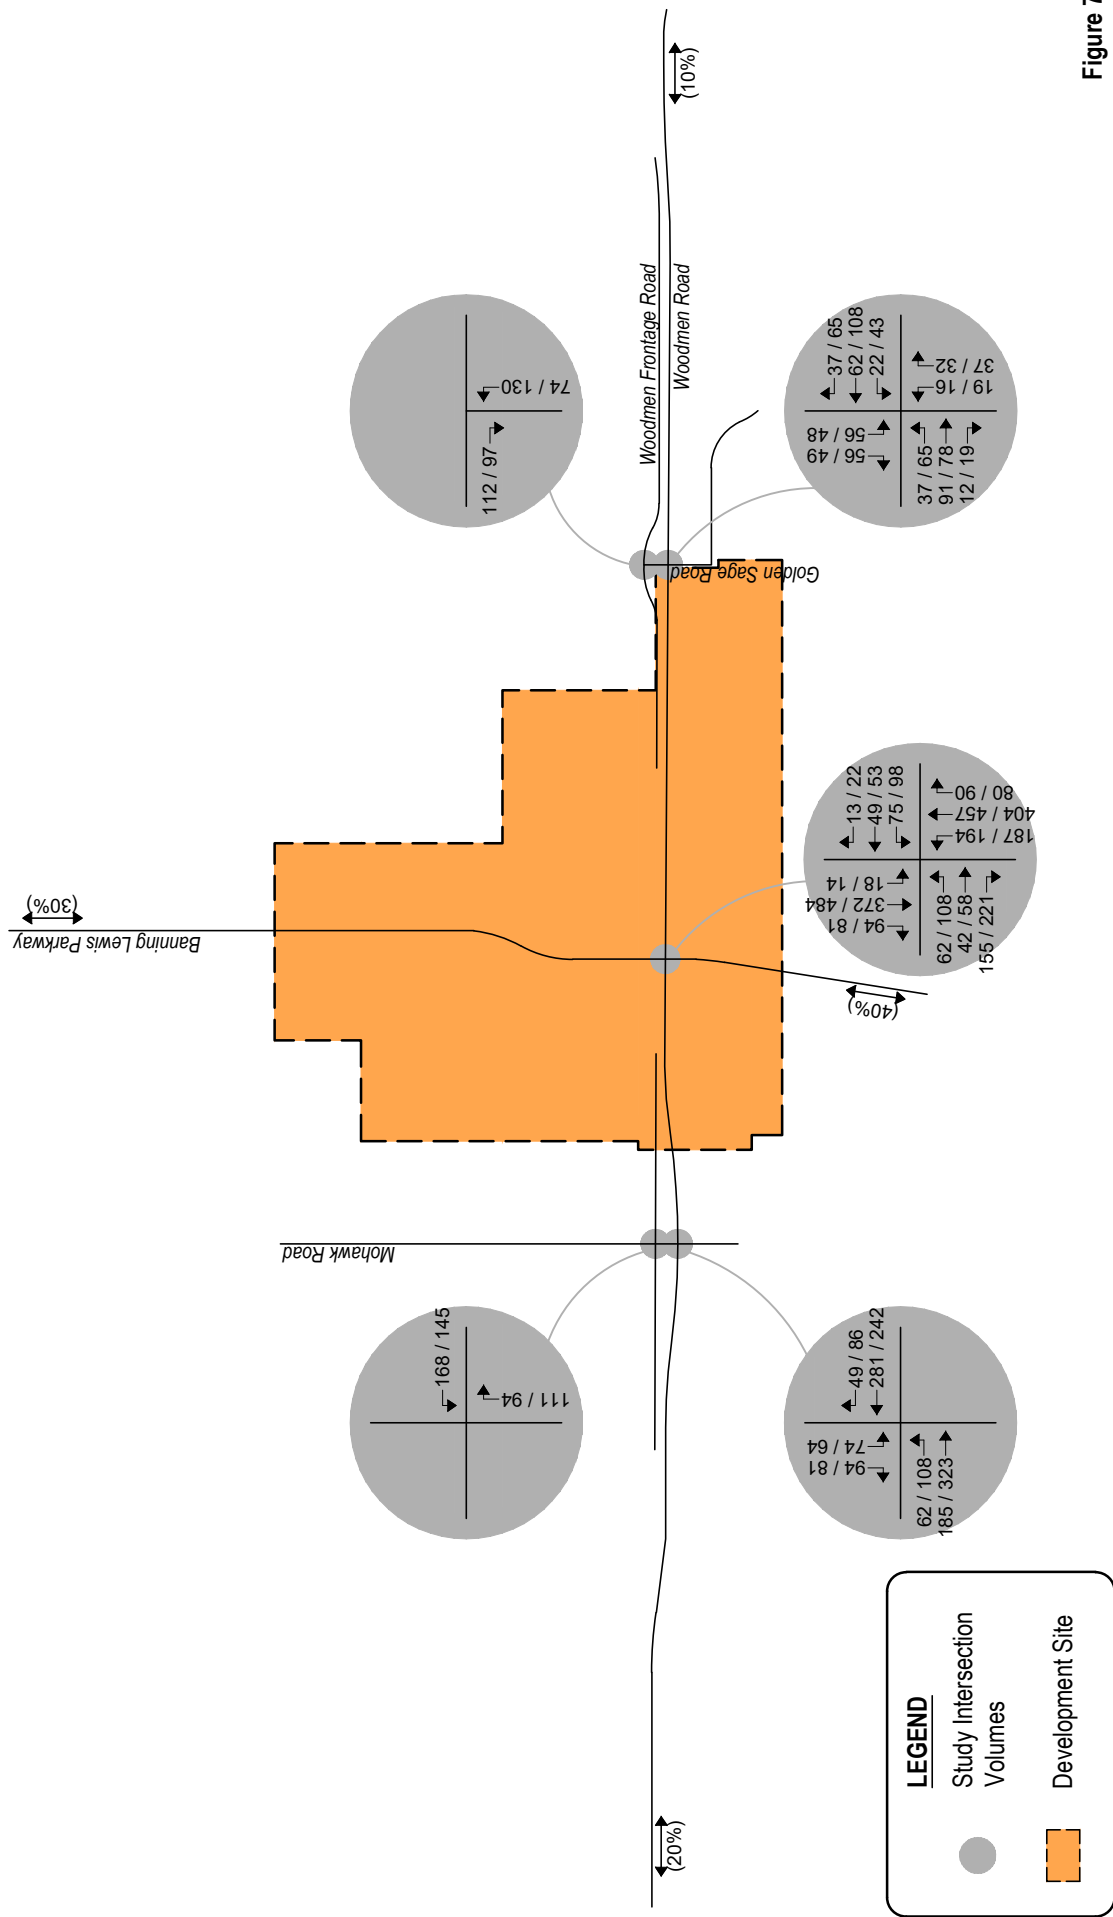 Figure 7
(30%)
Banning Lewis Parkway
(10%)
Woodmen Frontage Road
Woodmen Road
Golden Sage Road
Mohawk Road
(40%)
(20%)
168 / 145
111 / 94
112 / 97
74 / 130
94 / 81
74 / 64
49 / 86
281 / 242
62 / 108
185 / 323
94 / 81
372 / 484
18 / 14
13 / 22
49 / 53
75 / 98
62 / 108
42 / 58
155 / 221
187 / 194
404 / 457
80 / 90
56 / 49
56 / 48
37 / 65
62 / 108
22 / 43
37 / 65
91 / 78
12 / 19
19 / 16
37 / 32
LEGEND
Study Intersection
Volumes
Development Site